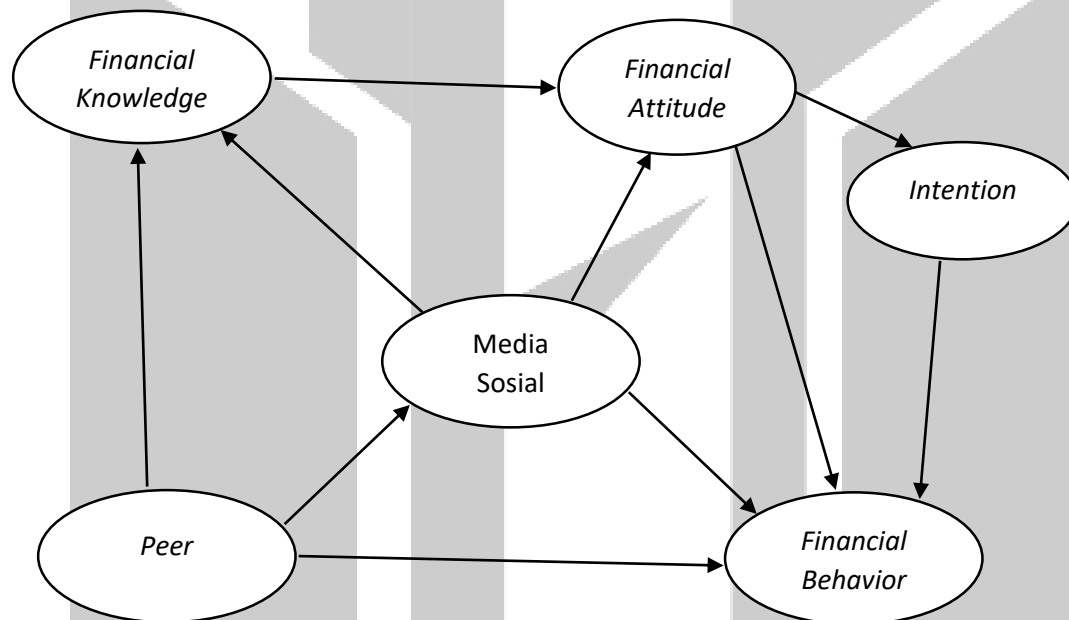 Financial
Knowledge
Financial
Attitude
Intention
Media
Sosial
Peer
Financial
Behavior